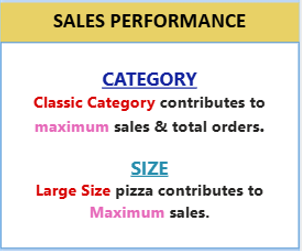 SALES PERFORMANCE
CATEGORY
Classic Category contributes to
maximum sales & total orders.
SIZE
Large Size pizza contributes to
Maximum sales.